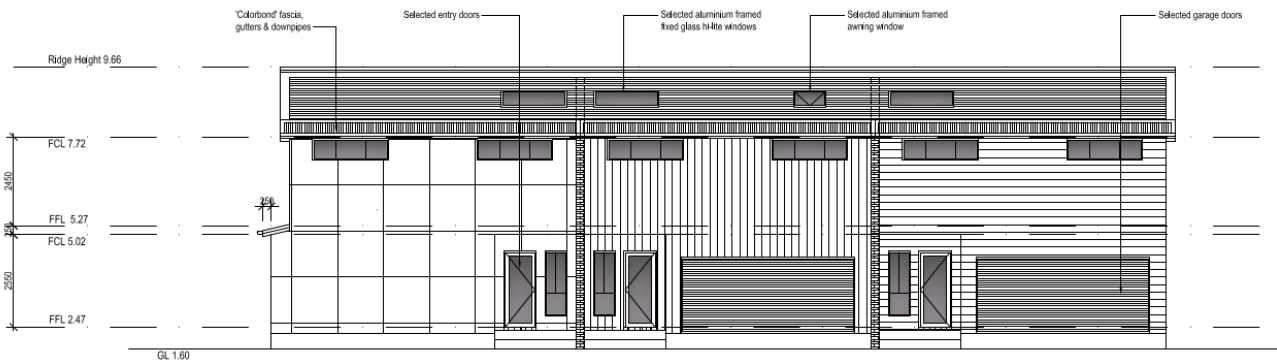 'Colorbond' fascia,
gutters & downpipes
Selected entry doors
Selected aluminium framed
fixed glass hi-lite windows
Selected aluminium framed
awning window
Selected garage doors
Ridge Height 9.66
FCL 7.72
2450
250
FFL 5.27
250
FCL 5.02
2550
FFL 2.47
GL 1.60